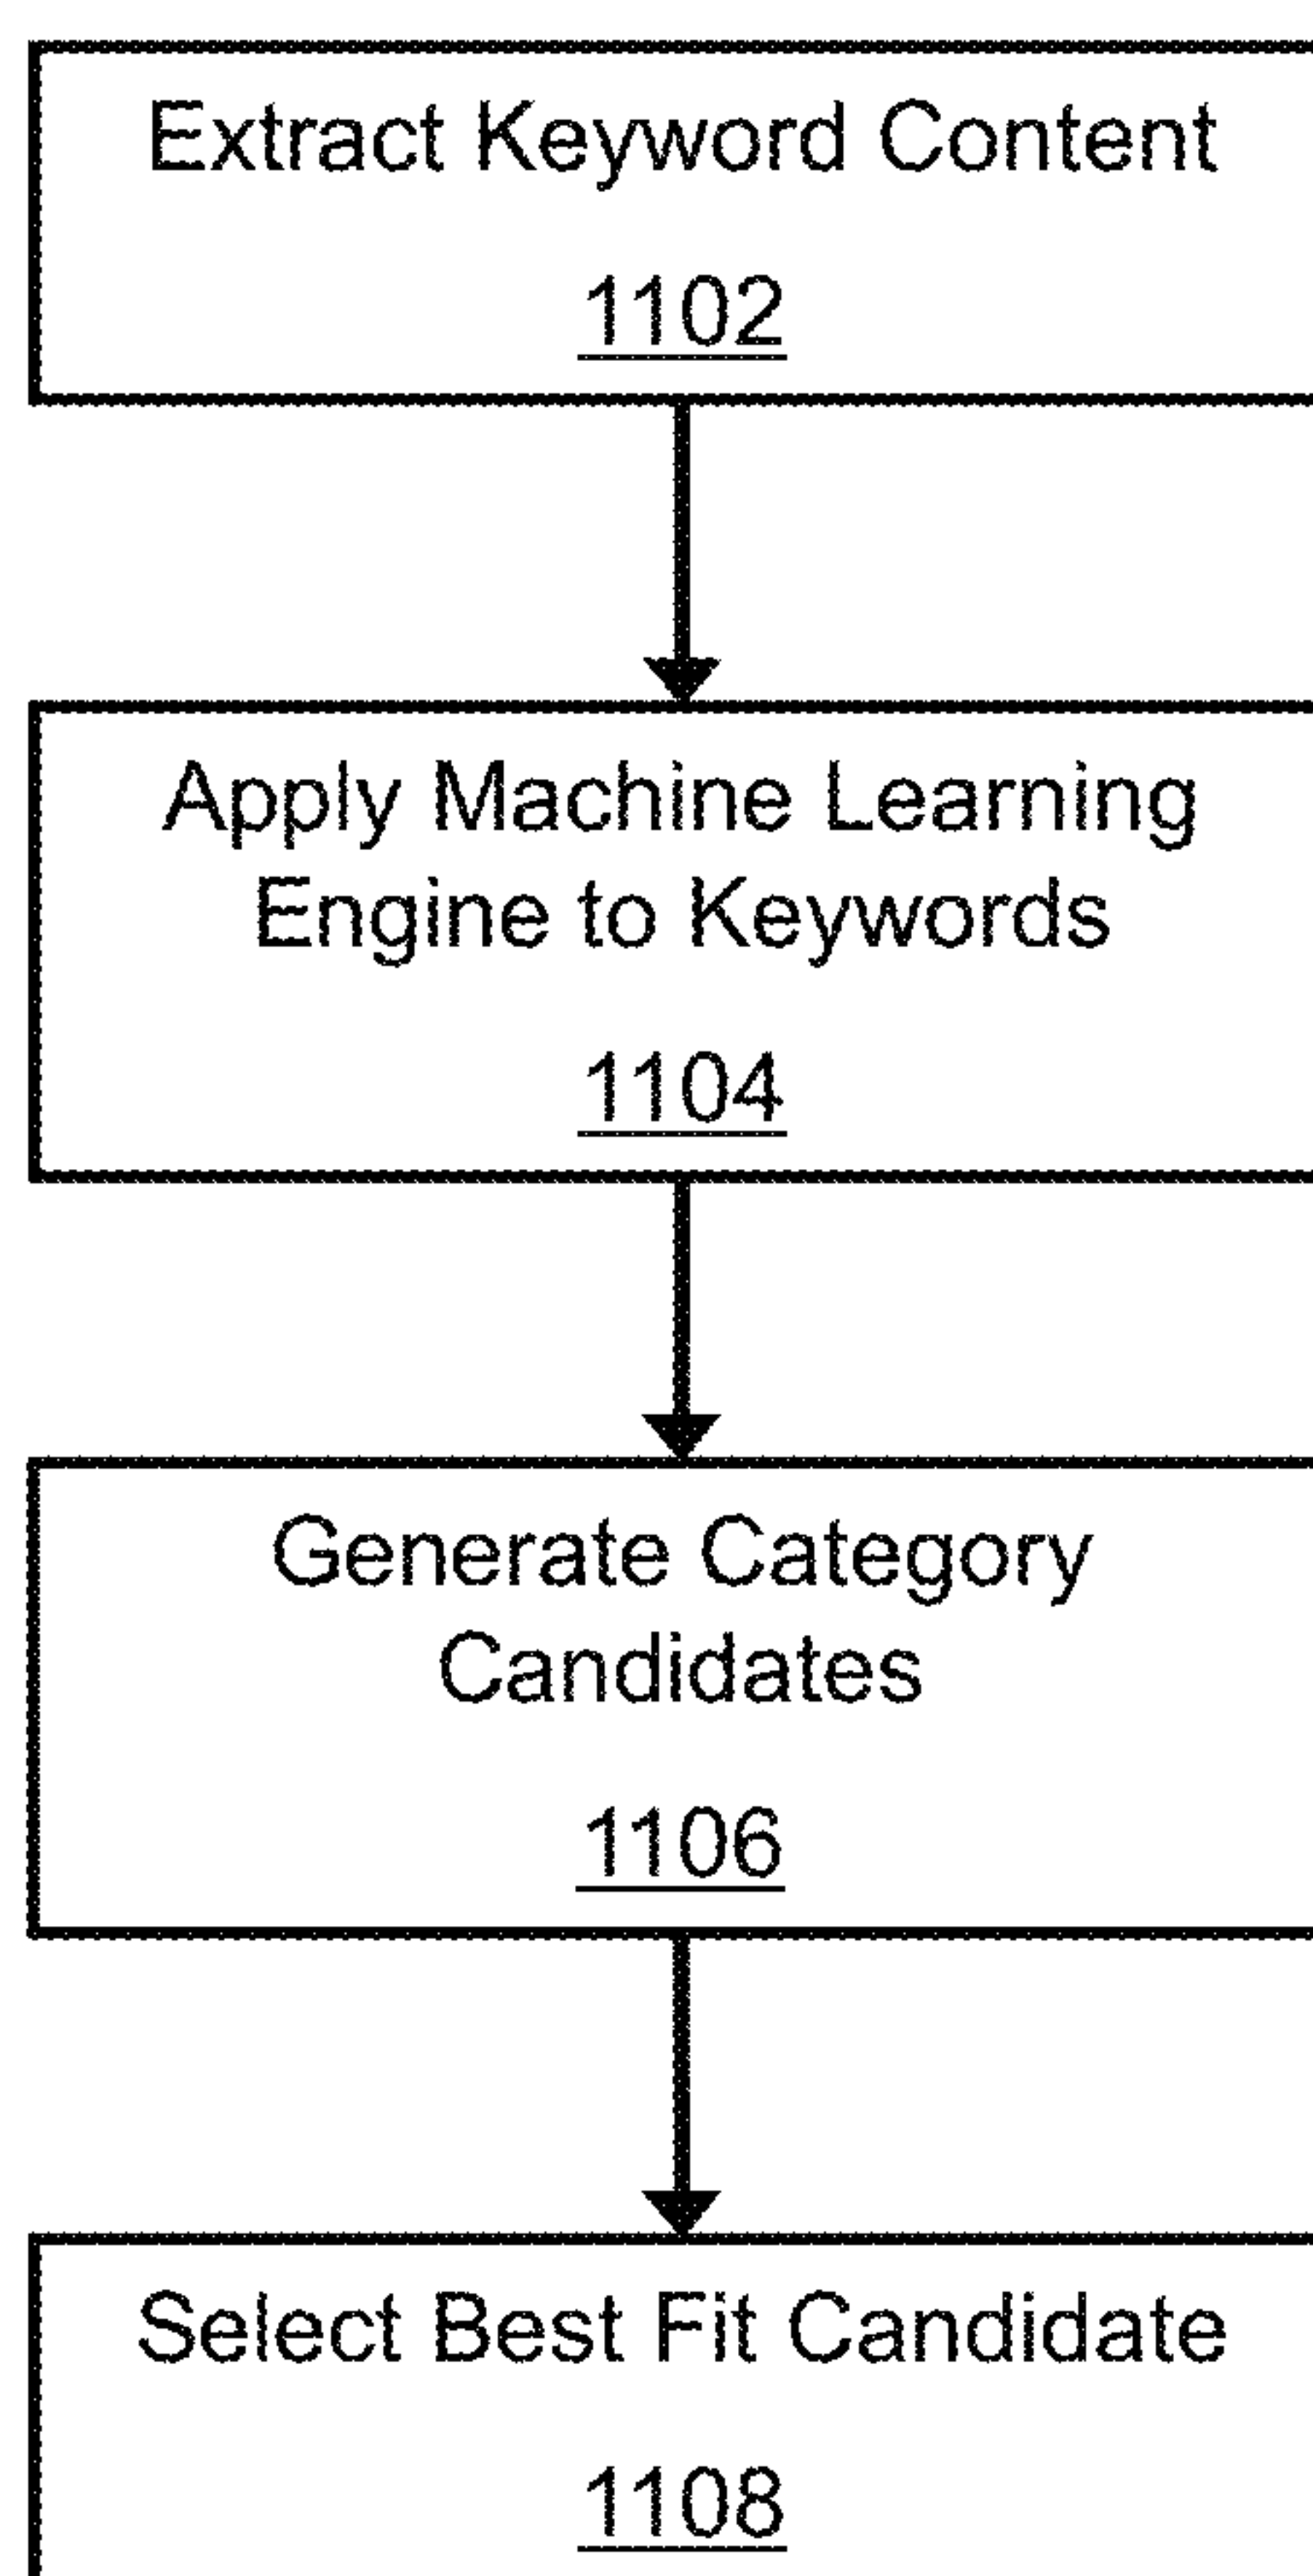 Extract Keyword Content
1102
Apply Machine Learning
Engine to Keywords
1104
Generate Category
Candidates
1106
Select Best Fit Candidate
1108